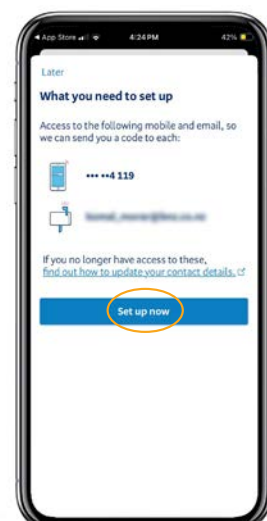 App Store
4:24 PM
42%
Later
What you need to set up
Access to the following mobile and email, so
we can send you a code to each:
••• ••4 119
If you no longer have access to these,
find out how to update your contact details.
Set up now